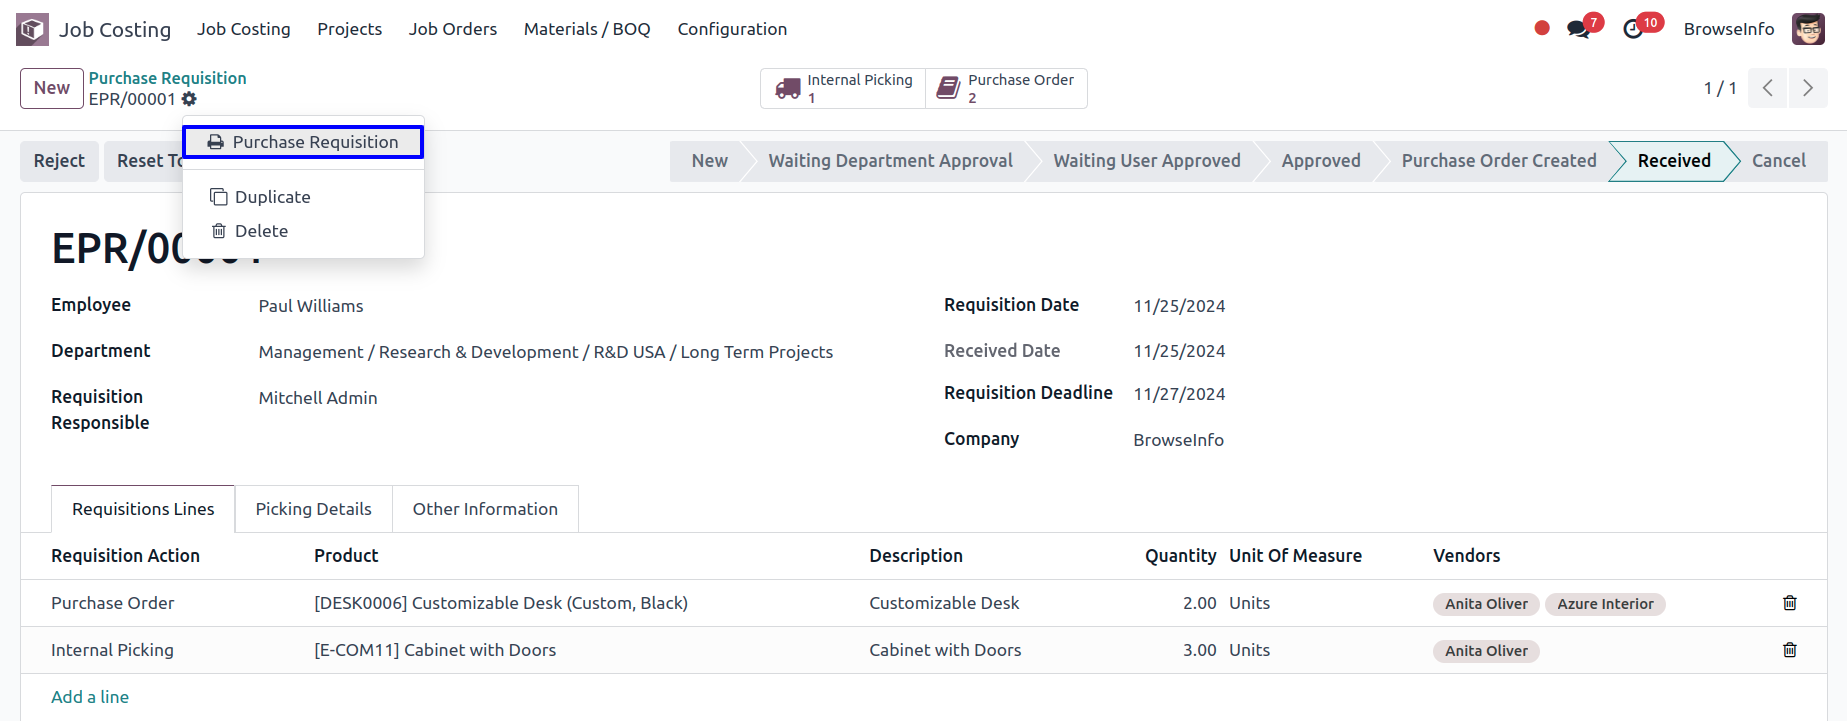 Job Costing Job Costing Projects Job Orders Materials / BOQ Configuration 7 10 BrowseInfo
New Purchase Requisition
EPR/00001
Internal Picking
1
Purchase Order
2
1 / 1
Purchase Requisition
Duplicate
Delete
Reject Reset To
New Waiting Department Approval Waiting User Approved Approved Purchase Order Created Received Cancel
EPR/00001
Employee Paul Williams
Department Management / Research & Development / R&D USA / Long Term Projects
Requisition
Responsible
Mitchell Admin
Requisition Date 11/25/2024
Received Date 11/25/2024
Requisition Deadline 11/27/2024
Company BrowseInfo
Requisitions Lines Picking Details Other Information
Requisition Action Product Description Quantity Unit Of Measure Vendors
Purchase Order [DESK0006] Customizable Desk (Custom, Black) Customizable Desk 2.00 Units Anita Oliver Azure Interior
Internal Picking [E-COM11] Cabinet with Doors Cabinet with Doors 3.00 Units Anita Oliver
Add a line